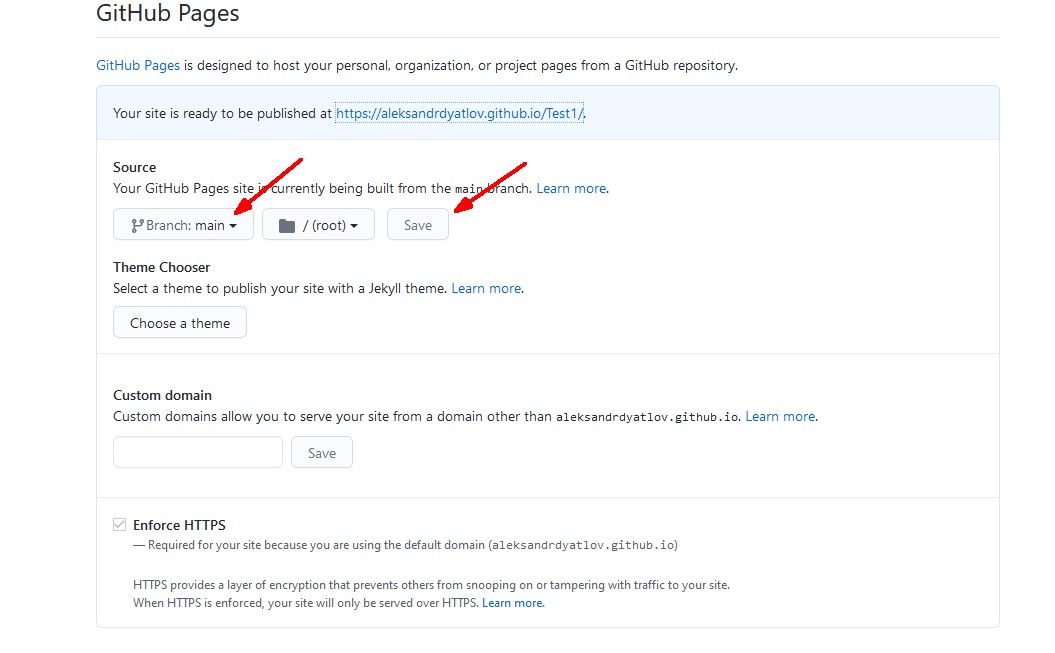 GitHub Pages
GitHub Pages is designed to host your personal, organization, or project pages from a GitHub repository.
Your site is ready to be published at https://aleksandrdyatlov.github.io/Test1/.
Source
Your GitHub Pages site is currently being built from the main branch. Learn more.
Branch: main / (root) Save
Theme Chooser
Select a theme to publish your site with a Jekyll theme. Learn more.
Choose a theme
Custom domain
Custom domains allow you to serve your site from a domain other than aleksandrdyatlov.github.io. Learn more.
Save
Enforce HTTPS
— Required for your site because you are using the default domain (aleksandrdyatlov.github.io)
HTTPS provides a layer of encryption that prevents others from snooping on or tampering with traffic to your site.
When HTTPS is enforced, your site will only be served over HTTPS. Learn more.